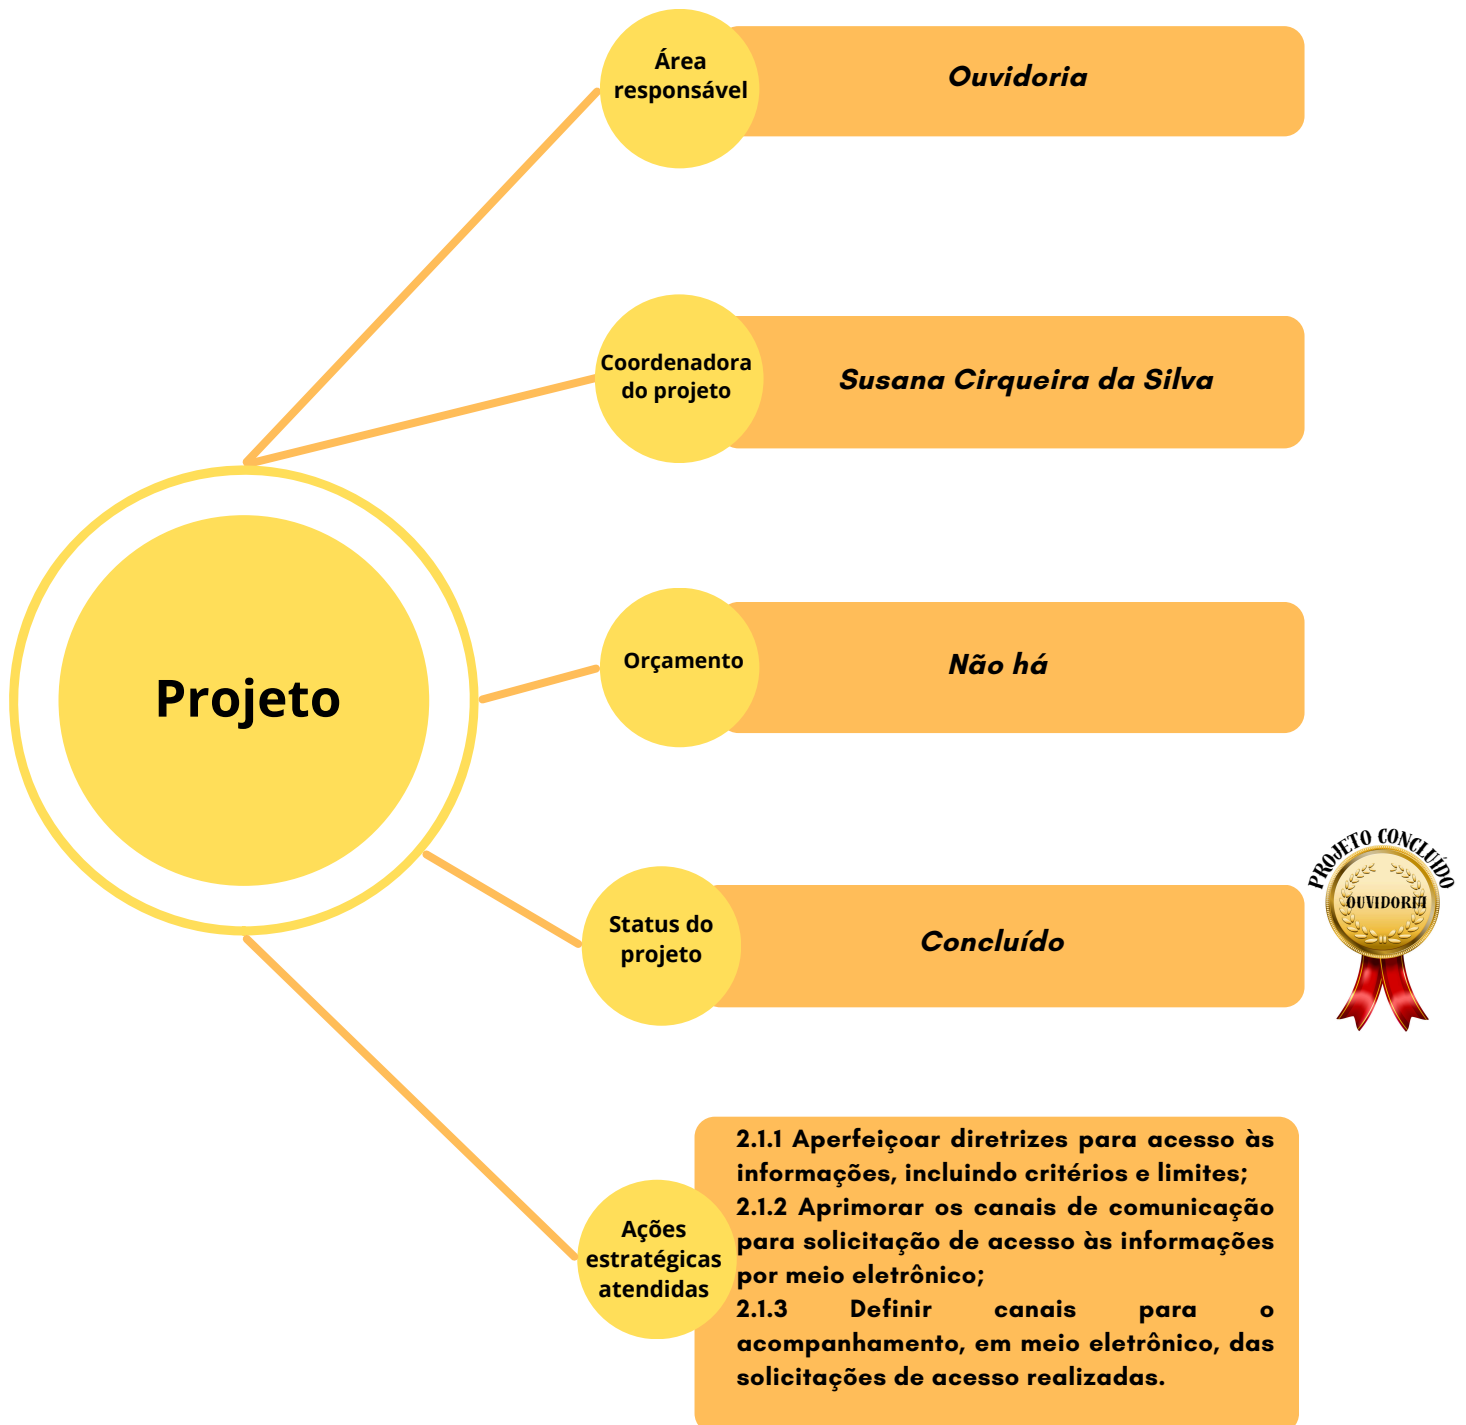 Área
responsável
Ouvidoria
Coordenadora
do projeto
Susana Cirqueira da Silva
Projeto
Orçamento
Não há
Status do
projeto
Concluído
PROJETO CONCLUÍDO
OUVIDORIA
Ações
estratégicas
atendidas
2.1.1 Aperfeiçoar diretrizes para acesso às
informações, incluindo critérios e limites;
2.1.2 Aprimorar os canais de comunicação
para solicitação de acesso às informações
por meio eletrônico;
2.1.3 Definir canais para o
acompanhamento, em meio eletrônico, das
solicitações de acesso realizadas.